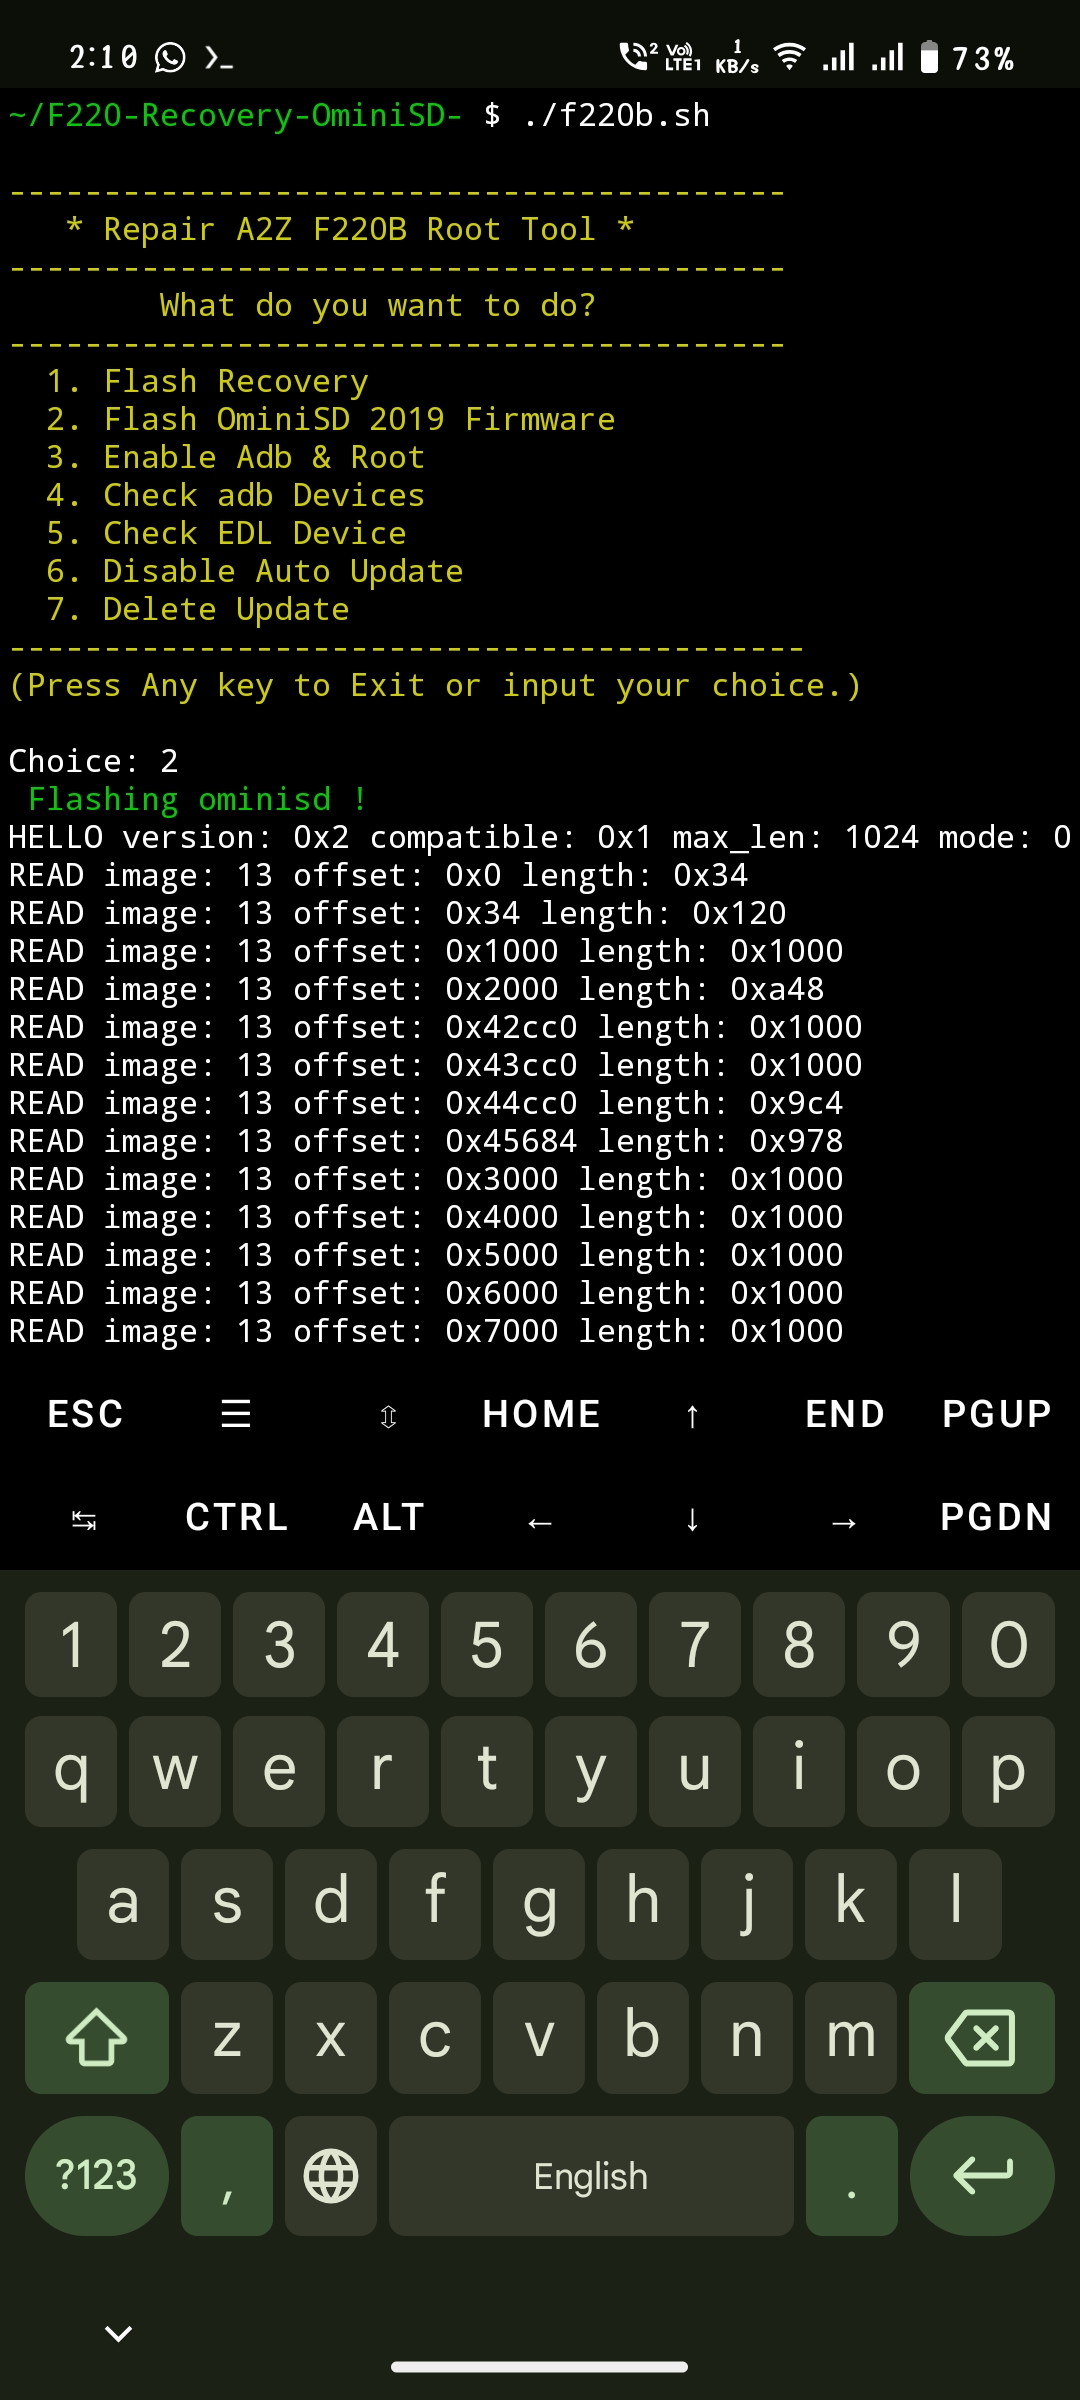 2:10 2 Vo)) LTE1 1 KB/s 73%
~/F220-Recovery-OminiSD- $ ./f220b.sh
-----------------------------------------
* Repair A2Z F220B Root Tool *
-----------------------------------------
What do you want to do?
-----------------------------------------
1. Flash Recovery
2. Flash OminiSD 2019 Firmware
3. Enable Adb & Root
4. Check adb Devices
5. Check EDL Device
6. Disable Auto Update
7. Delete Update
------------------------------------------
(Press Any key to Exit or input your choice.)
Choice: 2
Flashing ominisd !
HELLO version: 0x2 compatible: 0x1 max_len: 1024 mode: 0
READ image: 13 offset: 0x0 length: 0x34
READ image: 13 offset: 0x34 length: 0x120
READ image: 13 offset: 0x1000 length: 0x1000
READ image: 13 offset: 0x2000 length: 0xa48
READ image: 13 offset: 0x42cc0 length: 0x1000
READ image: 13 offset: 0x43cc0 length: 0x1000
READ image: 13 offset: 0x44cc0 length: 0x9c4
READ image: 13 offset: 0x45684 length: 0x978
READ image: 13 offset: 0x3000 length: 0x1000
READ image: 13 offset: 0x4000 length: 0x1000
READ image: 13 offset: 0x5000 length: 0x1000
READ image: 13 offset: 0x6000 length: 0x1000
READ image: 13 offset: 0x7000 length: 0x1000
ESC ☰ ⇳ HOME ↑ END PGUP
↹ CTRL ALT ← ↓ → PGDN
1 2 3 4 5 6 7 8 9 0
q w e r t y u i o p
a s d f g h j k l
z x c v b n m
?123 , English .